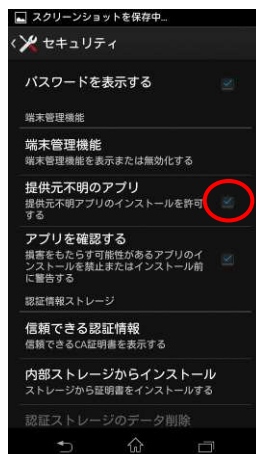 スクリーンショットを保存中...
セキュリティ
パスワードを表示する
端末管理機能
端末管理機能
端末管理機能を表示または無効化する
提供元不明のアプリ
提供元不明アプリのインストールを許可
する
アプリを確認する
損害をもたらす可能性があるアプリのイ
ンストールを禁止またはインストール前
に警告する
認証情報ストレージ
信頼できる認証情報
信頼できるCA証明書を表示する
内部ストレージからインストール
ストレージから証明書をインストールする
認証ストレージのデータ削除